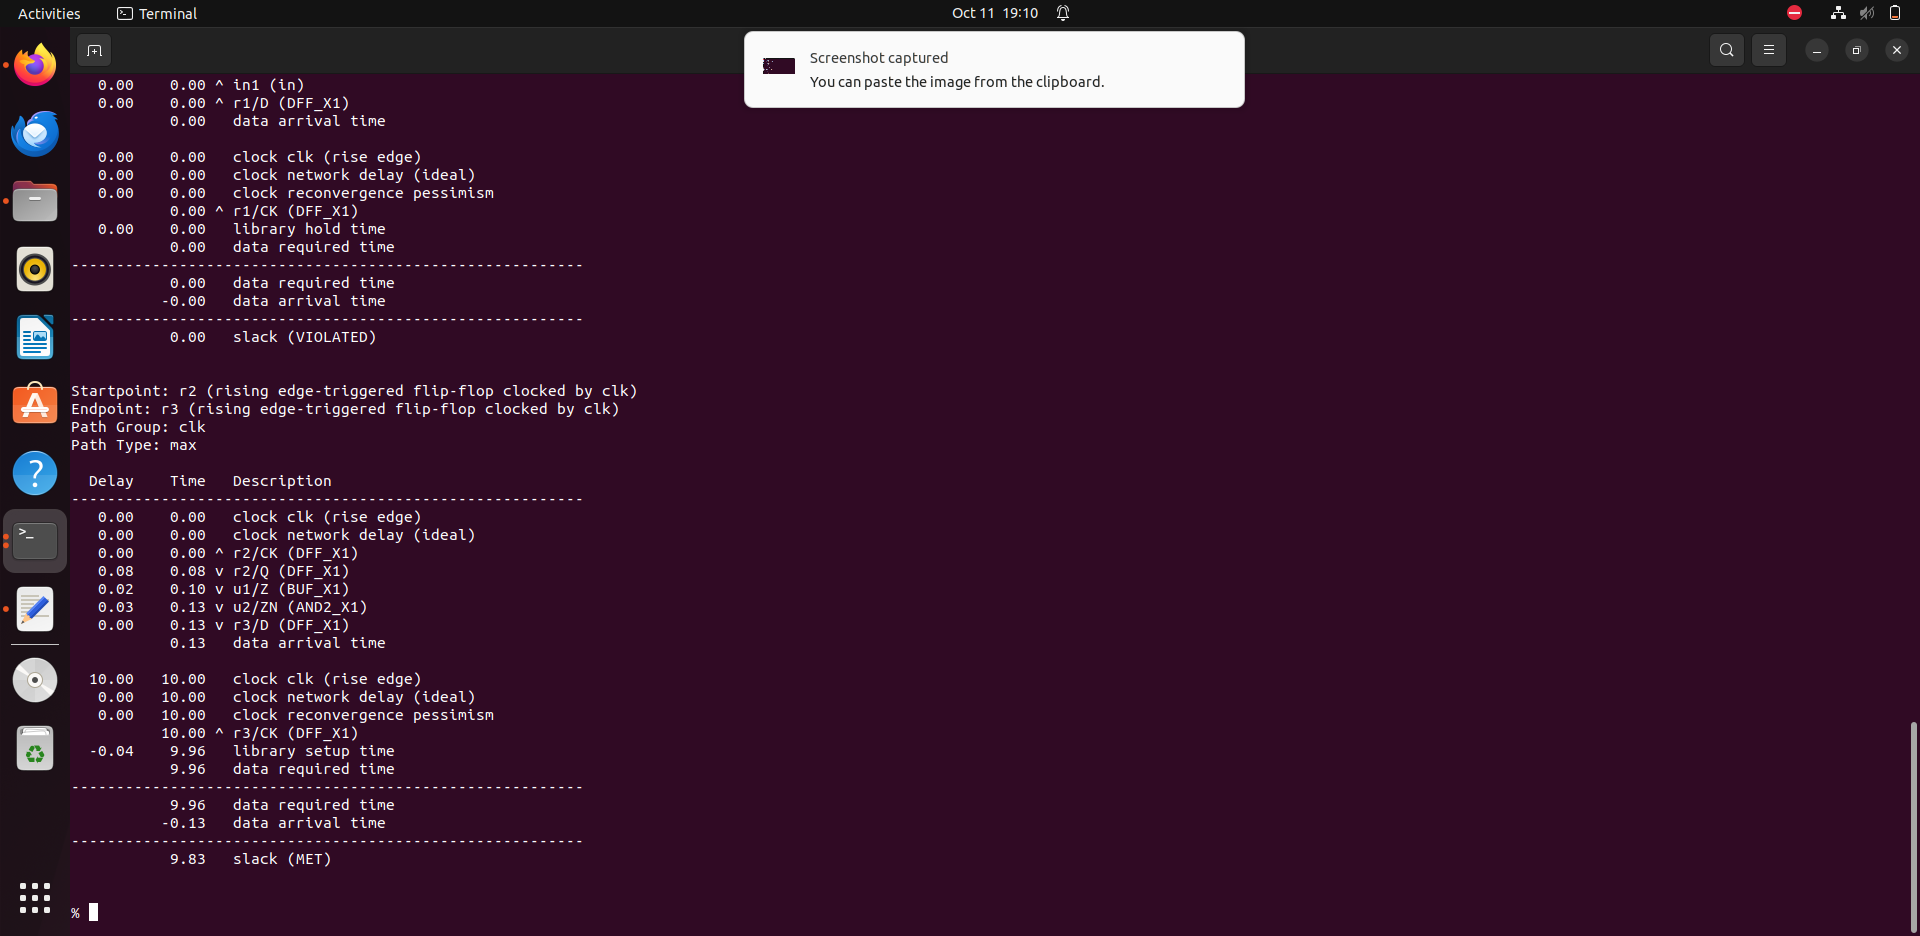 Activities
Terminal
Oct 11 19:10
Screenshot captured
You can paste the image from the clipboard.
0.00 0.00 ^ in1 (in)
0.00 0.00 ^ r1/D (DFF_X1)
0.00 data arrival time
0.00 0.00 clock clk (rise edge)
0.00 0.00 clock network delay (ideal)
0.00 0.00 clock reconvergence pessimism
0.00 ^ r1/CK (DFF_X1)
0.00 0.00 library hold time
0.00 data required time
---------------------------------------------------------
0.00 data required time
-0.00 data arrival time
---------------------------------------------------------
0.00 slack (VIOLATED)
Startpoint: r2 (rising edge-triggered flip-flop clocked by clk)
Endpoint: r3 (rising edge-triggered flip-flop clocked by clk)
Path Group: clk
Path Type: max
Delay Time Description
---------------------------------------------------------
0.00 0.00 clock clk (rise edge)
0.00 0.00 clock network delay (ideal)
0.00 0.00 ^ r2/CK (DFF_X1)
0.08 0.08 v r2/Q (DFF_X1)
0.02 0.10 v u1/Z (BUF_X1)
0.03 0.13 v u2/ZN (AND2_X1)
0.00 0.13 v r3/D (DFF_X1)
0.13 data arrival time
10.00 10.00 clock clk (rise edge)
0.00 10.00 clock network delay (ideal)
0.00 10.00 clock reconvergence pessimism
10.00 ^ r3/CK (DFF_X1)
-0.04 9.96 library setup time
9.96 data required time
---------------------------------------------------------
9.96 data required time
-0.13 data arrival time
---------------------------------------------------------
9.83 slack (MET)
%